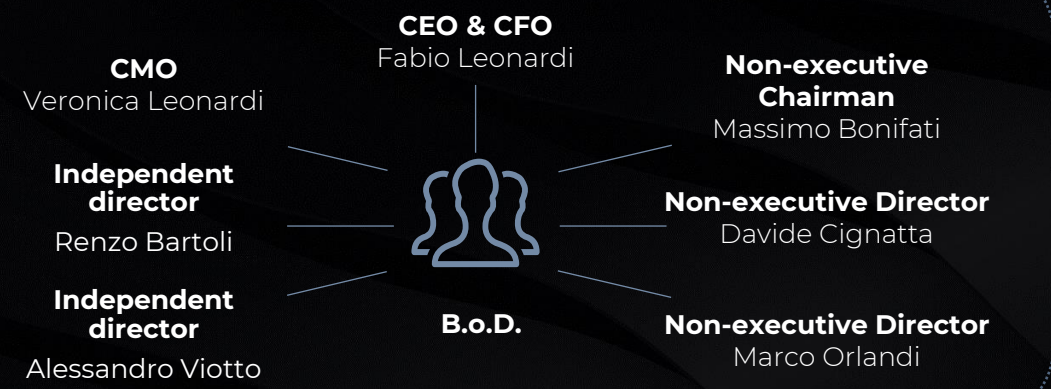 CEO & CFO
Fabio Leonardi
CMO
Veronica Leonardi
Non-executive
Chairman
Massimo Bonifati
Independent
director
Renzo Bartoli
Non-executive Director
Davide Cignatta
Independent
director
Alessandro Viotto
B.o.D.
Non-executive Director
Marco Orlandi